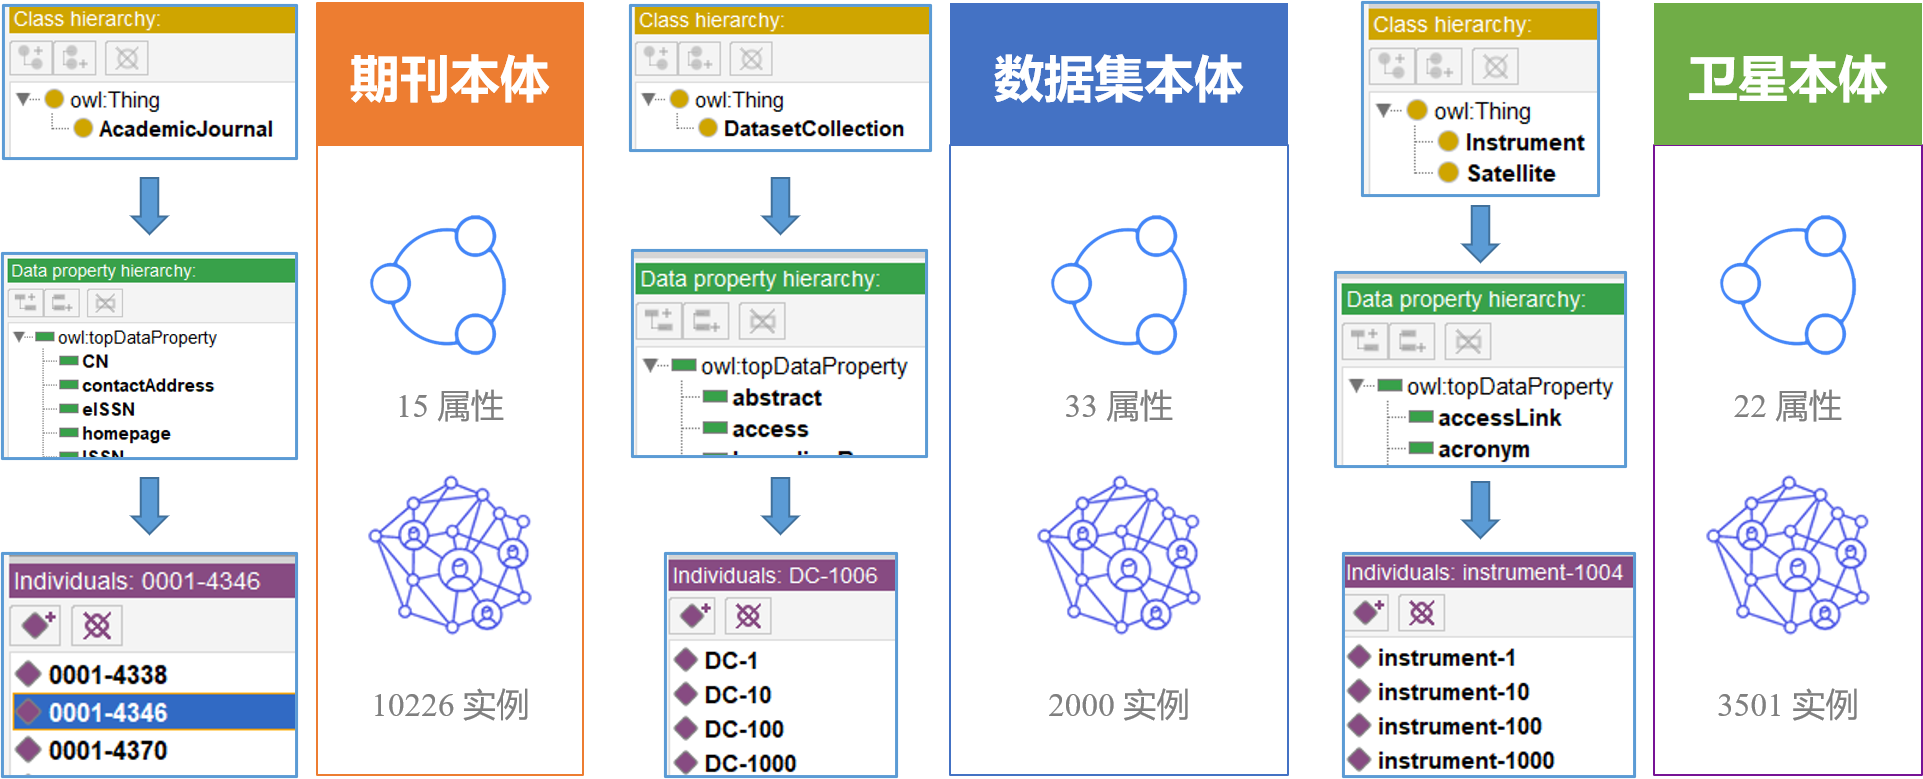 Class hierarchy:
owl:Thing
AcademicJournal
Data property hierarchy:
owl:topDataProperty
CN
contactAddress
eISSN
homepage
ISSN
Individuals: 0001-4346
0001-4338
0001-4346
0001-4370
期刊本体
15 属性
10226 实例
Class hierarchy:
owl:Thing
DatasetCollection
Data property hierarchy:
owl:topDataProperty
abstract
access
Individuals: DC-1006
DC-1
DC-10
DC-100
DC-1000
数据集本体
33 属性
2000 实例
Class hierarchy:
owl:Thing
Instrument
Satellite
Data property hierarchy:
owl:topDataProperty
accessLink
acronym
Individuals: instrument-1004
instrument-1
instrument-10
instrument-100
instrument-1000
卫星本体
22 属性
3501 实例